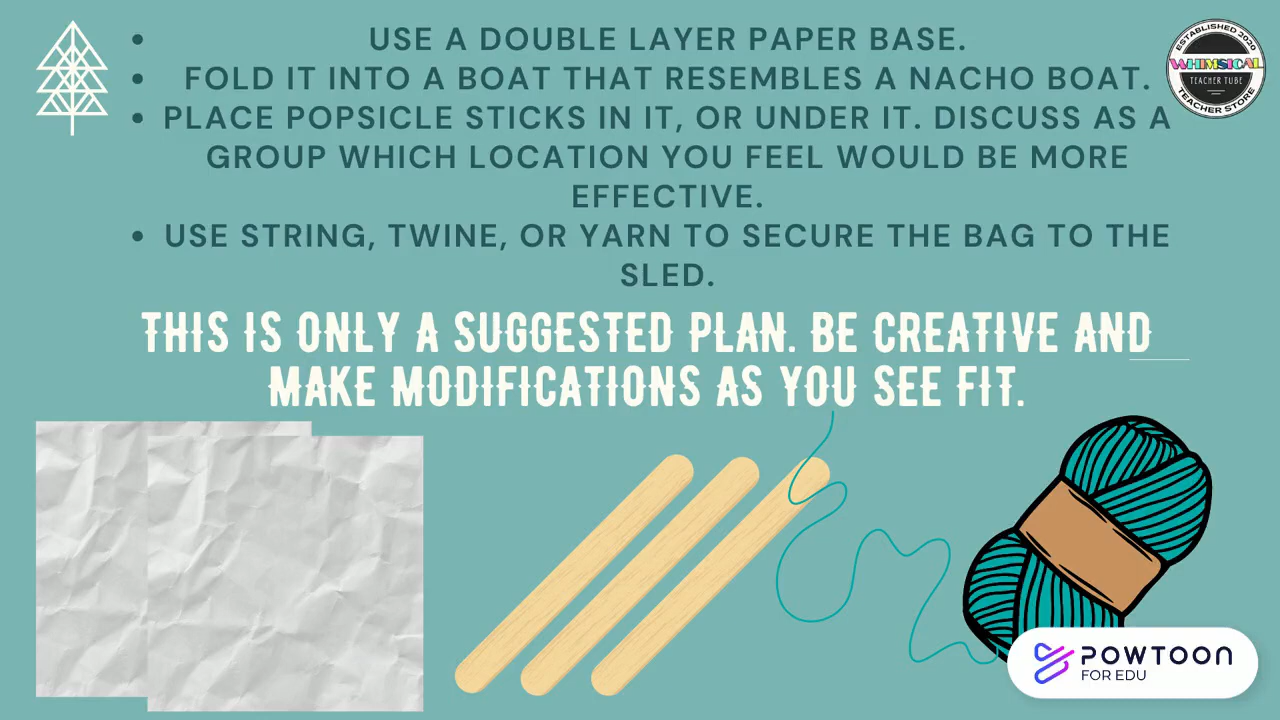 USE A DOUBLE LAYER PAPER BASE.
FOLD IT INTO A BOAT THAT RESEMBLES A NACHO BOAT.
PLACE POPSICLE STICKS IN IT, OR UNDER IT. DISCUSS AS A
GROUP WHICH LOCATION YOU FEEL WOULD BE MORE
EFFECTIVE.
USE STRING, TWINE, OR YARN TO SECURE THE BAG TO THE
SLED.
THIS IS ONLY A SUGGESTED PLAN. BE CREATIVE AND
MAKE MODIFICATIONS AS YOU SEE FIT.
ESTABLISHED 2020
WHIMSICAL
TEACHER TUBE
TEACHER STORE
POWTOON
FOR EDU